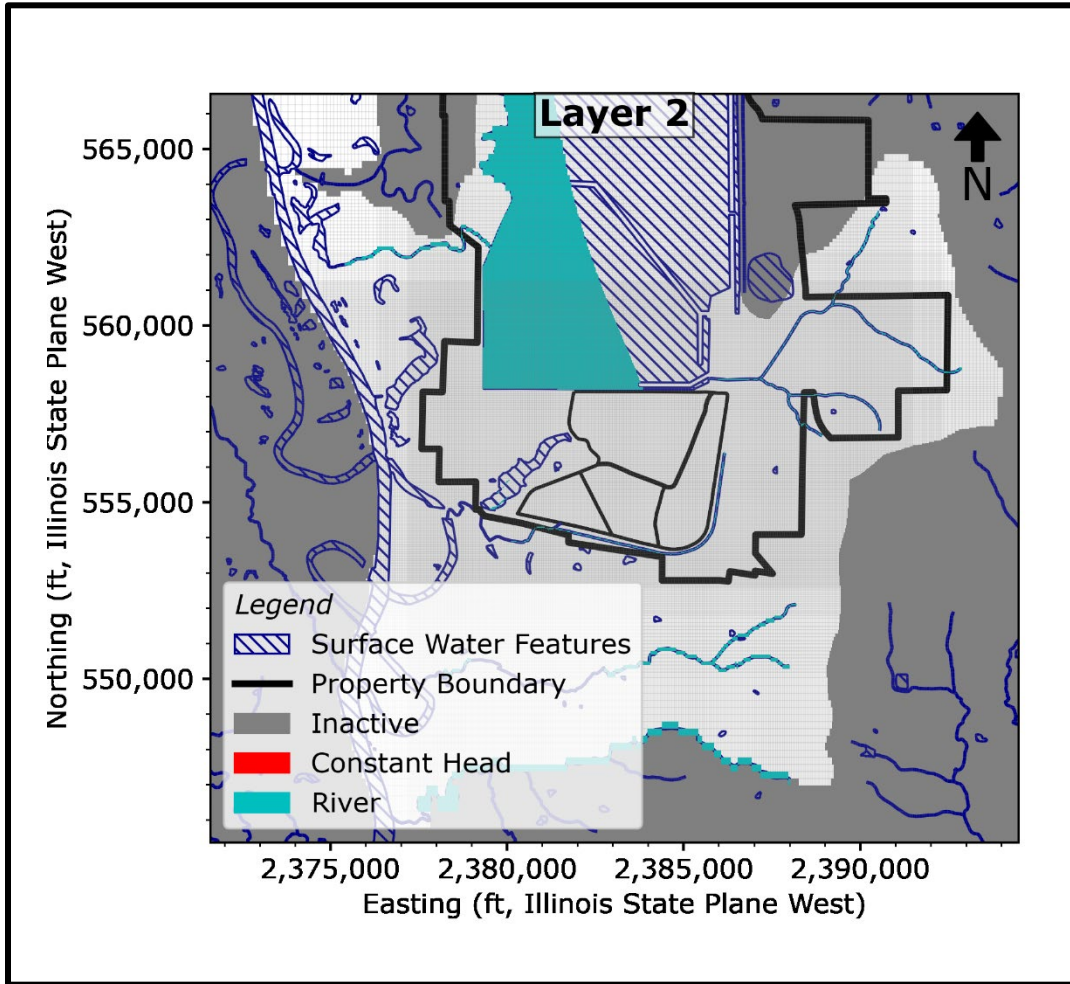 Layer 2
N
565,000
560,000
555,000
550,000
Northing (ft, Illinois State Plane West)
Legend
Surface Water Features
Property Boundary
Inactive
Constant Head
River
2,375,000
2,380,000
2,385,000
2,390,000
Easting (ft, Illinois State Plane West)